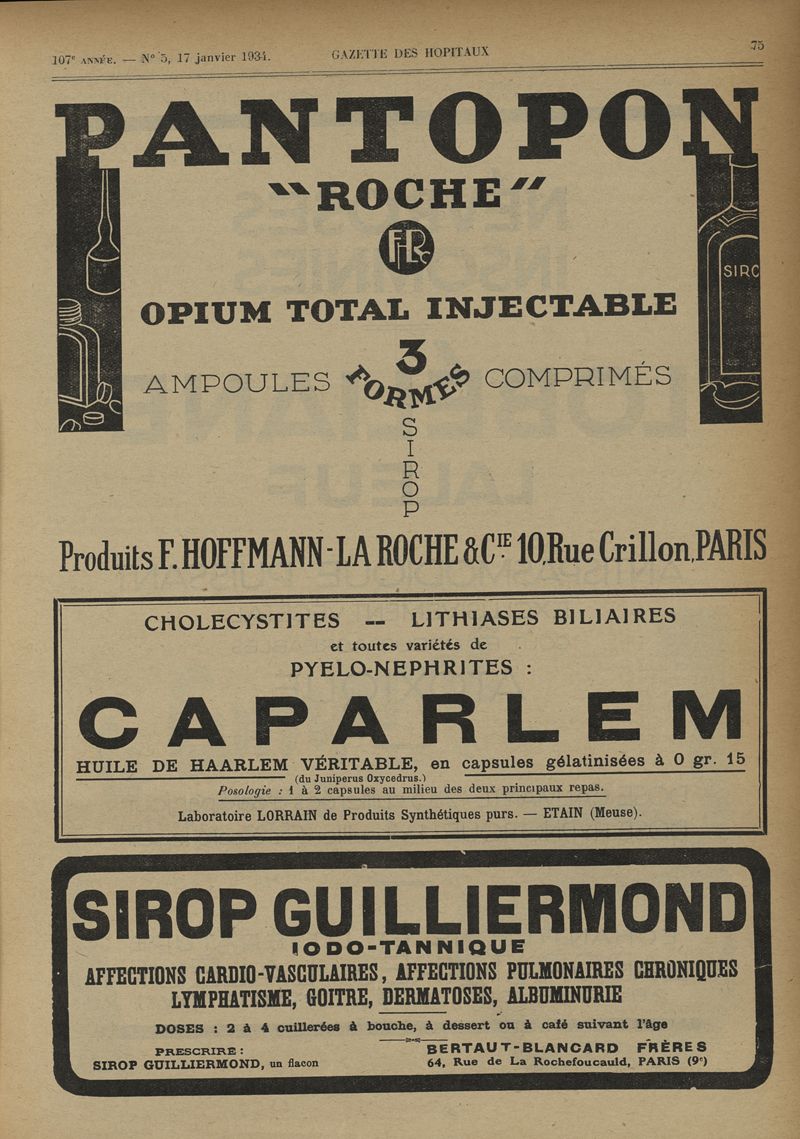 107e ANNÉE. — No 5, 17 janvier 1934. GAZETTE DES HOPITAUX 75
PANTOPON
"ROCHE"
FHLRC
OPIUM TOTAL INJECTABLE
SIRO
3
AMPOULES FORMES COMPRIMÉS
S
I
R
O
P
Produits F. HOFFMANN-LA ROCHE & CIE 10, Rue Crillon, PARIS
CHOLECYSTITES -- LITHIASES BILIAIRES
et toutes variétés de
PYELO-NEPHRITES :
CAPARLEM
HUILE DE HAARLEM VÉRITABLE, en capsules gélatinisées à 0 gr. 15
(du Juniperus Oxycedrus.)
Posologie : 1 à 2 capsules au milieu des deux principaux repas.
Laboratoire LORRAIN de Produits Synthétiques purs. — ETAIN (Meuse).
SIROP GUILLIERMOND
IODO-TANNIQUE
AFFECTIONS CARDIO-VASCULAIRES, AFFECTIONS PULMONAIRES CHRONIQUES
LYMPHATISME, GOITRE, DERMATOSES, ALBUMINURIE
DOSES : 2 à 4 cuillerées à bouche, à dessert ou à café suivant l'âge
PRESCRIRE : BERTAUT-BLANCARD FRÈRES
SIROP GUILLIERMOND, un flacon 64, Rue de La Rochefoucauld, PARIS (9e)